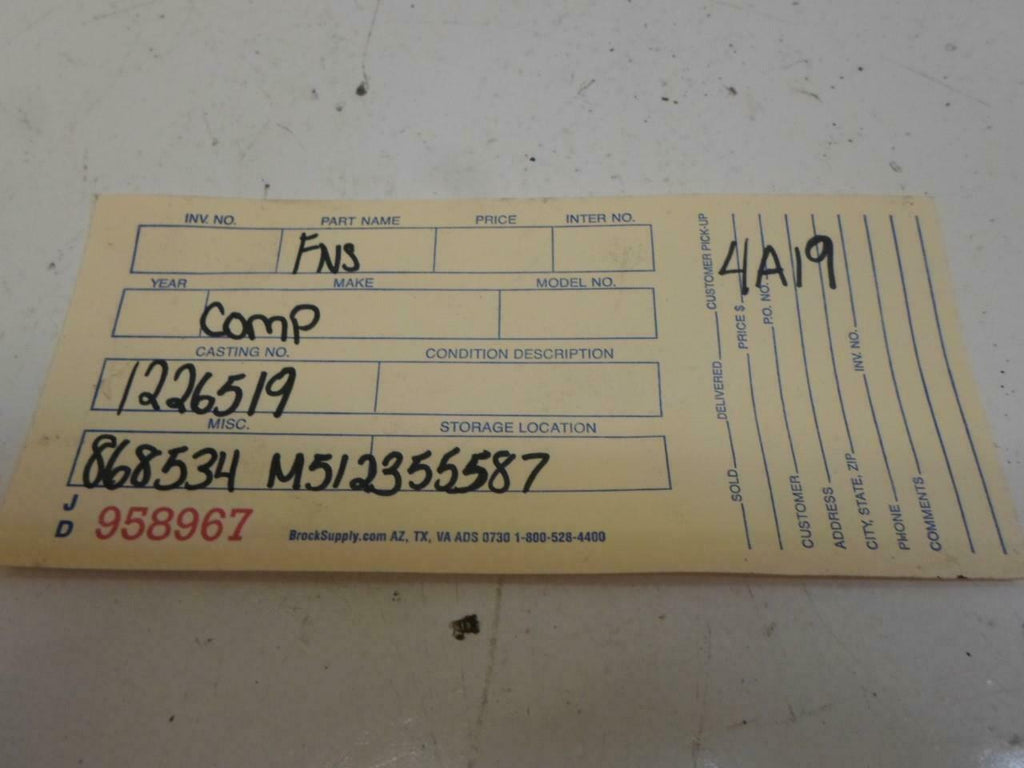 INV. NO. PART NAME PRICE INTER NO.
FNS
YEAR MAKE MODEL NO.
Comp
CASTING NO. CONDITION DESCRIPTION
1226519
MISC. STORAGE LOCATION
868534 M512355587
J
D 958967
BrockSupply.com AZ, TX, VA ADS 0730 1-800-528-4400
4A19
SOLD DELIVERED CUSTOMER PICK-UP
PRICE $
P.O. NO.
CUSTOMER
ADDRESS
CITY, STATE, ZIP INV. NO.
PHONE
COMMENTS